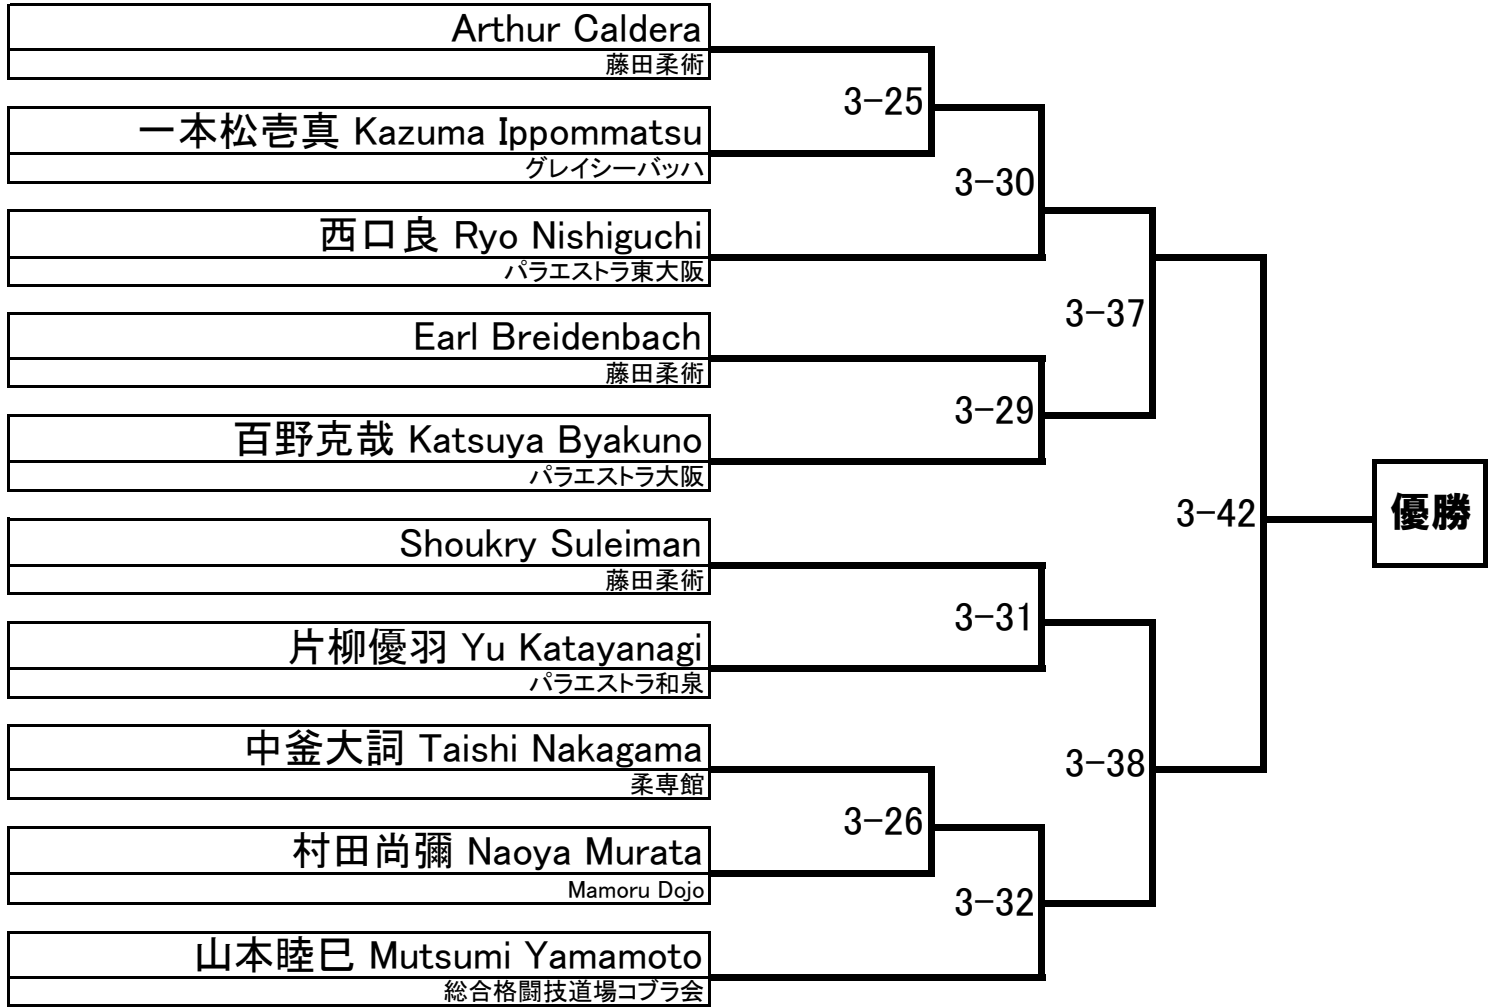 Arthur Caldera
藤田柔術
3-25
一本松壱真 Kazuma Ippommatsu
グレイシーバッハ
3-30
西口良 Ryo Nishiguchi
パラエストラ東大阪
3-37
Earl Breidenbach
藤田柔術
3-29
百野克哉 Katsuya Byakuno
パラエストラ大阪
3-42
優勝
Shoukry Suleiman
藤田柔術
3-31
片柳優羽 Yu Katayanagi
パラエストラ和泉
中釜大詞 Taishi Nakagama
3-38
柔専館
3-26
村田尚彌 Naoya Murata
Mamoru Dojo
3-32
山本睦巳 Mutsumi Yamamoto
総合格闘技道場コブラ会